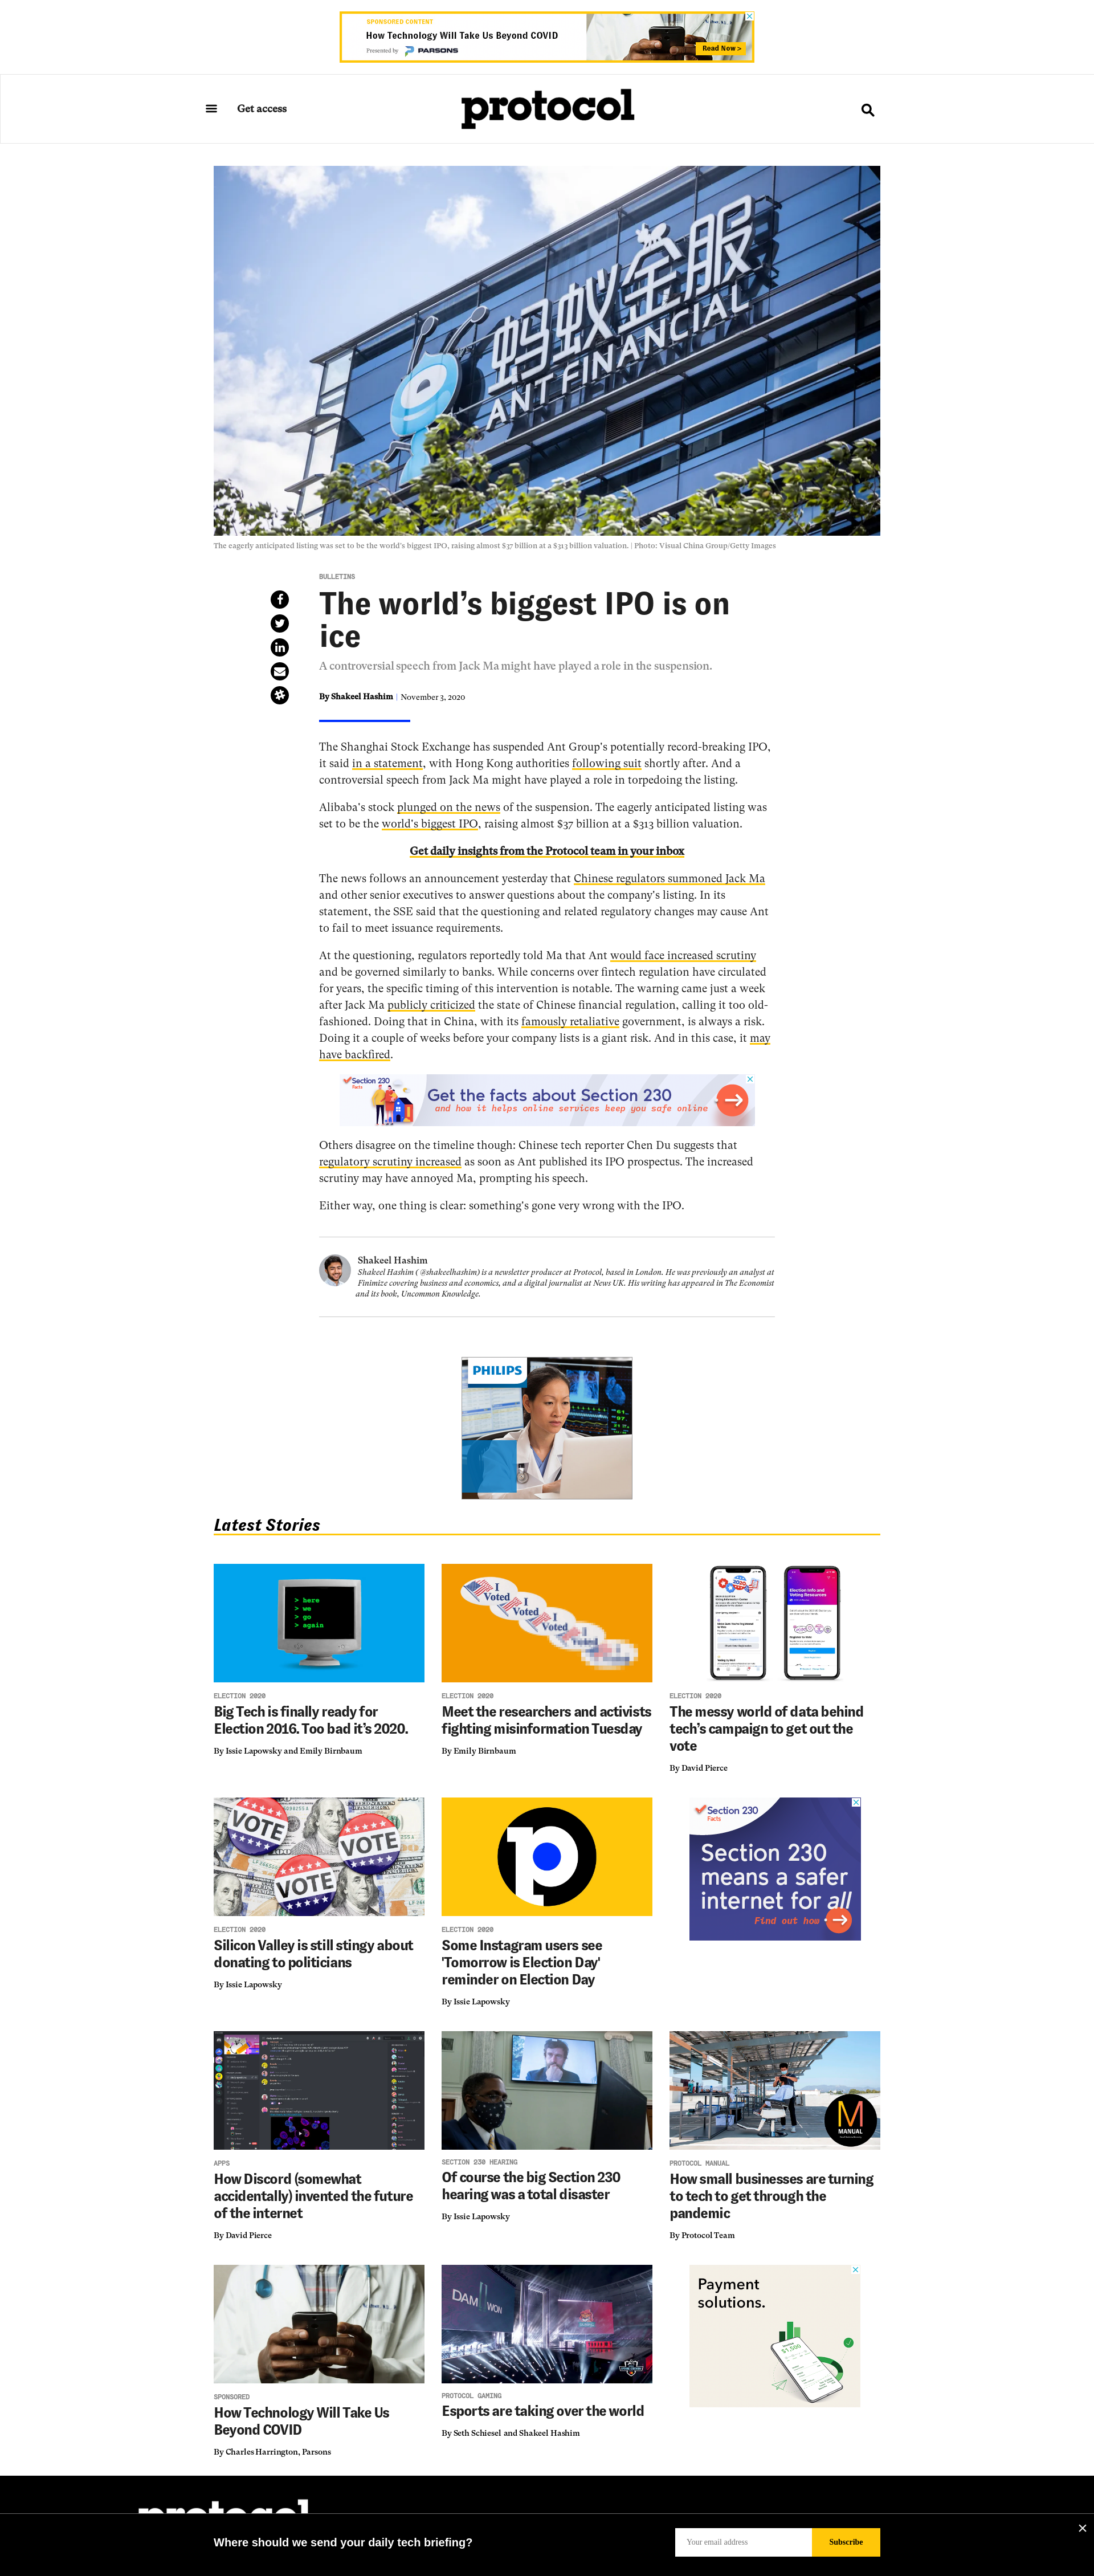 SPONSORED CONTENT
How Technology Will Take Us Beyond COVID
Presented by PARSONS
Read Now >
Get access
protocol
蚂蚁金服
ANT FINANCIAL
The eagerly anticipated listing was set to be the world's biggest IPO, raising almost $37 billion at a $313 billion valuation. | Photo: Visual China Group/Getty Images
BULLETINS
The world’s biggest IPO is on
ice
A controversial speech from Jack Ma might have played a role in the suspension.
By Shakeel Hashim | November 3, 2020
The Shanghai Stock Exchange has suspended Ant Group's potentially record-breaking IPO,
it said in a statement, with Hong Kong authorities following suit shortly after. And a
controversial speech from Jack Ma might have played a role in torpedoing the listing.
Alibaba's stock plunged on the news of the suspension. The eagerly anticipated listing was
set to be the world's biggest IPO, raising almost $37 billion at a $313 billion valuation.
Get daily insights from the Protocol team in your inbox
The news follows an announcement yesterday that Chinese regulators summoned Jack Ma
and other senior executives to answer questions about the company's listing. In its
statement, the SSE said that the questioning and related regulatory changes may cause Ant
to fail to meet issuance requirements.
At the questioning, regulators reportedly told Ma that Ant would face increased scrutiny
and be governed similarly to banks. While concerns over fintech regulation have circulated
for years, the specific timing of this intervention is notable. The warning came just a week
after Jack Ma publicly criticized the state of Chinese financial regulation, calling it too old-
fashioned. Doing that in China, with its famously retaliative government, is always a risk.
Doing it a couple of weeks before your company lists is a giant risk. And in this case, it may
have backfired.
Section 230
Facts
Get the facts about Section 230
and how it helps online services keep you safe online
Others disagree on the timeline though: Chinese tech reporter Chen Du suggests that
regulatory scrutiny increased as soon as Ant published its IPO prospectus. The increased
scrutiny may have annoyed Ma, prompting his speech.
Either way, one thing is clear: something's gone very wrong with the IPO.
Shakeel Hashim
Shakeel Hashim ( @shakeelhashim) is a newsletter producer at Protocol, based in London. He was previously an analyst at
Finimize covering business and economics, and a digital journalist at News UK. His writing has appeared in The Economist
and its book, Uncommon Knowledge.
PHILIPS
Latest Stories
> here
> we
> go
> again
I Voted
I Voted
I Voted
ELECTION 2020
Big Tech is finally ready for
Election 2016. Too bad it’s 2020.
By Issie Lapowsky and Emily Birnbaum
ELECTION 2020
Meet the researchers and activists
fighting misinformation Tuesday
By Emily Birnbaum
ELECTION 2020
The messy world of data behind
tech’s campaign to get out the
vote
By David Pierce
VOTE
VOTE
VOTE
ELECTION 2020
Silicon Valley is still stingy about
donating to politicians
By Issie Lapowsky
ELECTION 2020
Some Instagram users see
'Tomorrow is Election Day'
reminder on Election Day
By Issie Lapowsky
Section 230
Facts
Section 230
means a safer
internet for all
Find out how
APPS
How Discord (somewhat
accidentally) invented the future
of the internet
By David Pierce
SECTION 230 HEARING
Of course the big Section 230
hearing was a total disaster
By Issie Lapowsky
M
MANUAL
PROTOCOL MANUAL
How small businesses are turning
to tech to get through the
pandemic
By Protocol Team
SPONSORED
How Technology Will Take Us
Beyond COVID
By Charles Harrington, Parsons
DAMWON
PROTOCOL GAMING
Esports are taking over the world
By Seth Schiesel and Shakeel Hashim
Payment
solutions.
$1,500
protocol
Where should we send your daily tech briefing?
Your email address
Subscribe